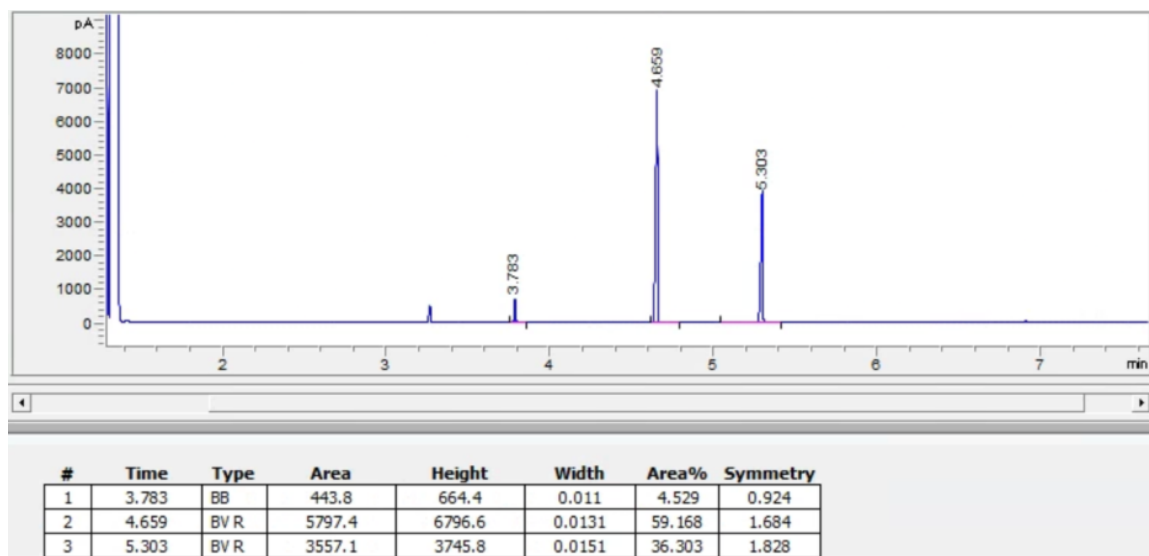 pA
8000
7000
6000
5000
4000
3000
2000
1000
0
3.783
4.659
5.303
2 3 4 5 6 7 min
# Time Type Area Height Width Area% Symmetry
1 3.783 BB 443.8 664.4 0.011 4.529 0.924
2 4.659 BV R 5797.4 6796.6 0.0131 59.168 1.684
3 5.303 BV R 3557.1 3745.8 0.0151 36.303 1.828